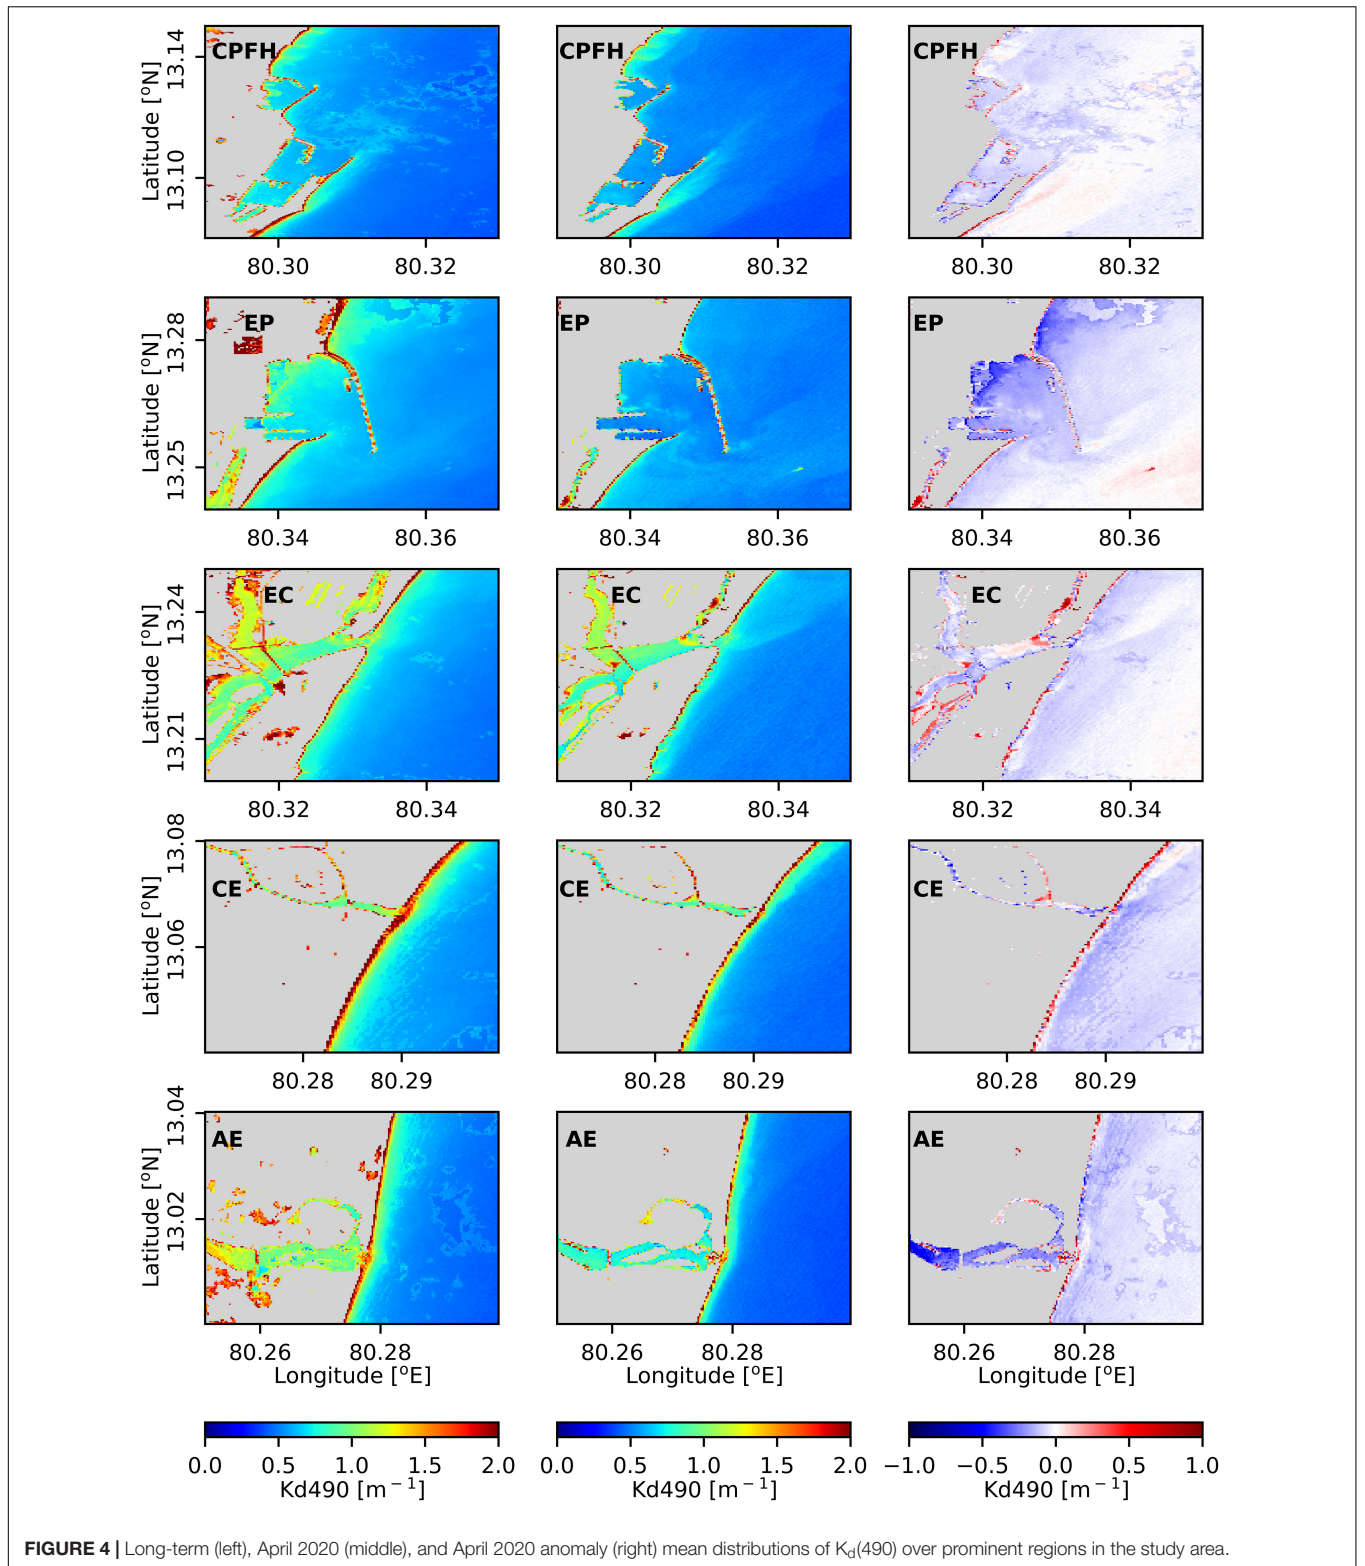 CPFH CPFH CPFH
Latitude [°N]
13.14
13.10
80.30 80.32 80.30 80.32 80.30 80.32
EP EP EP
Latitude [°N]
13.28
13.25
80.34 80.36 80.34 80.36 80.34 80.36
EC EC EC
Latitude [°N]
13.24
13.21
80.32 80.34 80.32 80.34 80.32 80.34
CE CE CE
Latitude [°N]
13.08
13.06
80.28 80.29 80.28 80.29 80.28 80.29
AE AE AE
Latitude [°N]
13.04
13.02
80.26 80.28 80.26 80.28 80.26 80.28
Longitude [°E] Longitude [°E] Longitude [°E]
0.0 0.5 1.0 1.5 2.0 0.0 0.5 1.0 1.5 2.0 −1.0 −0.5 0.0 0.5 1.0
Kd490 [m⁻¹] Kd490 [m⁻¹] Kd490 [m⁻¹]
FIGURE 4 | Long-term (left), April 2020 (middle), and April 2020 anomaly (right) mean distributions of Kd(490) over prominent regions in the study area.